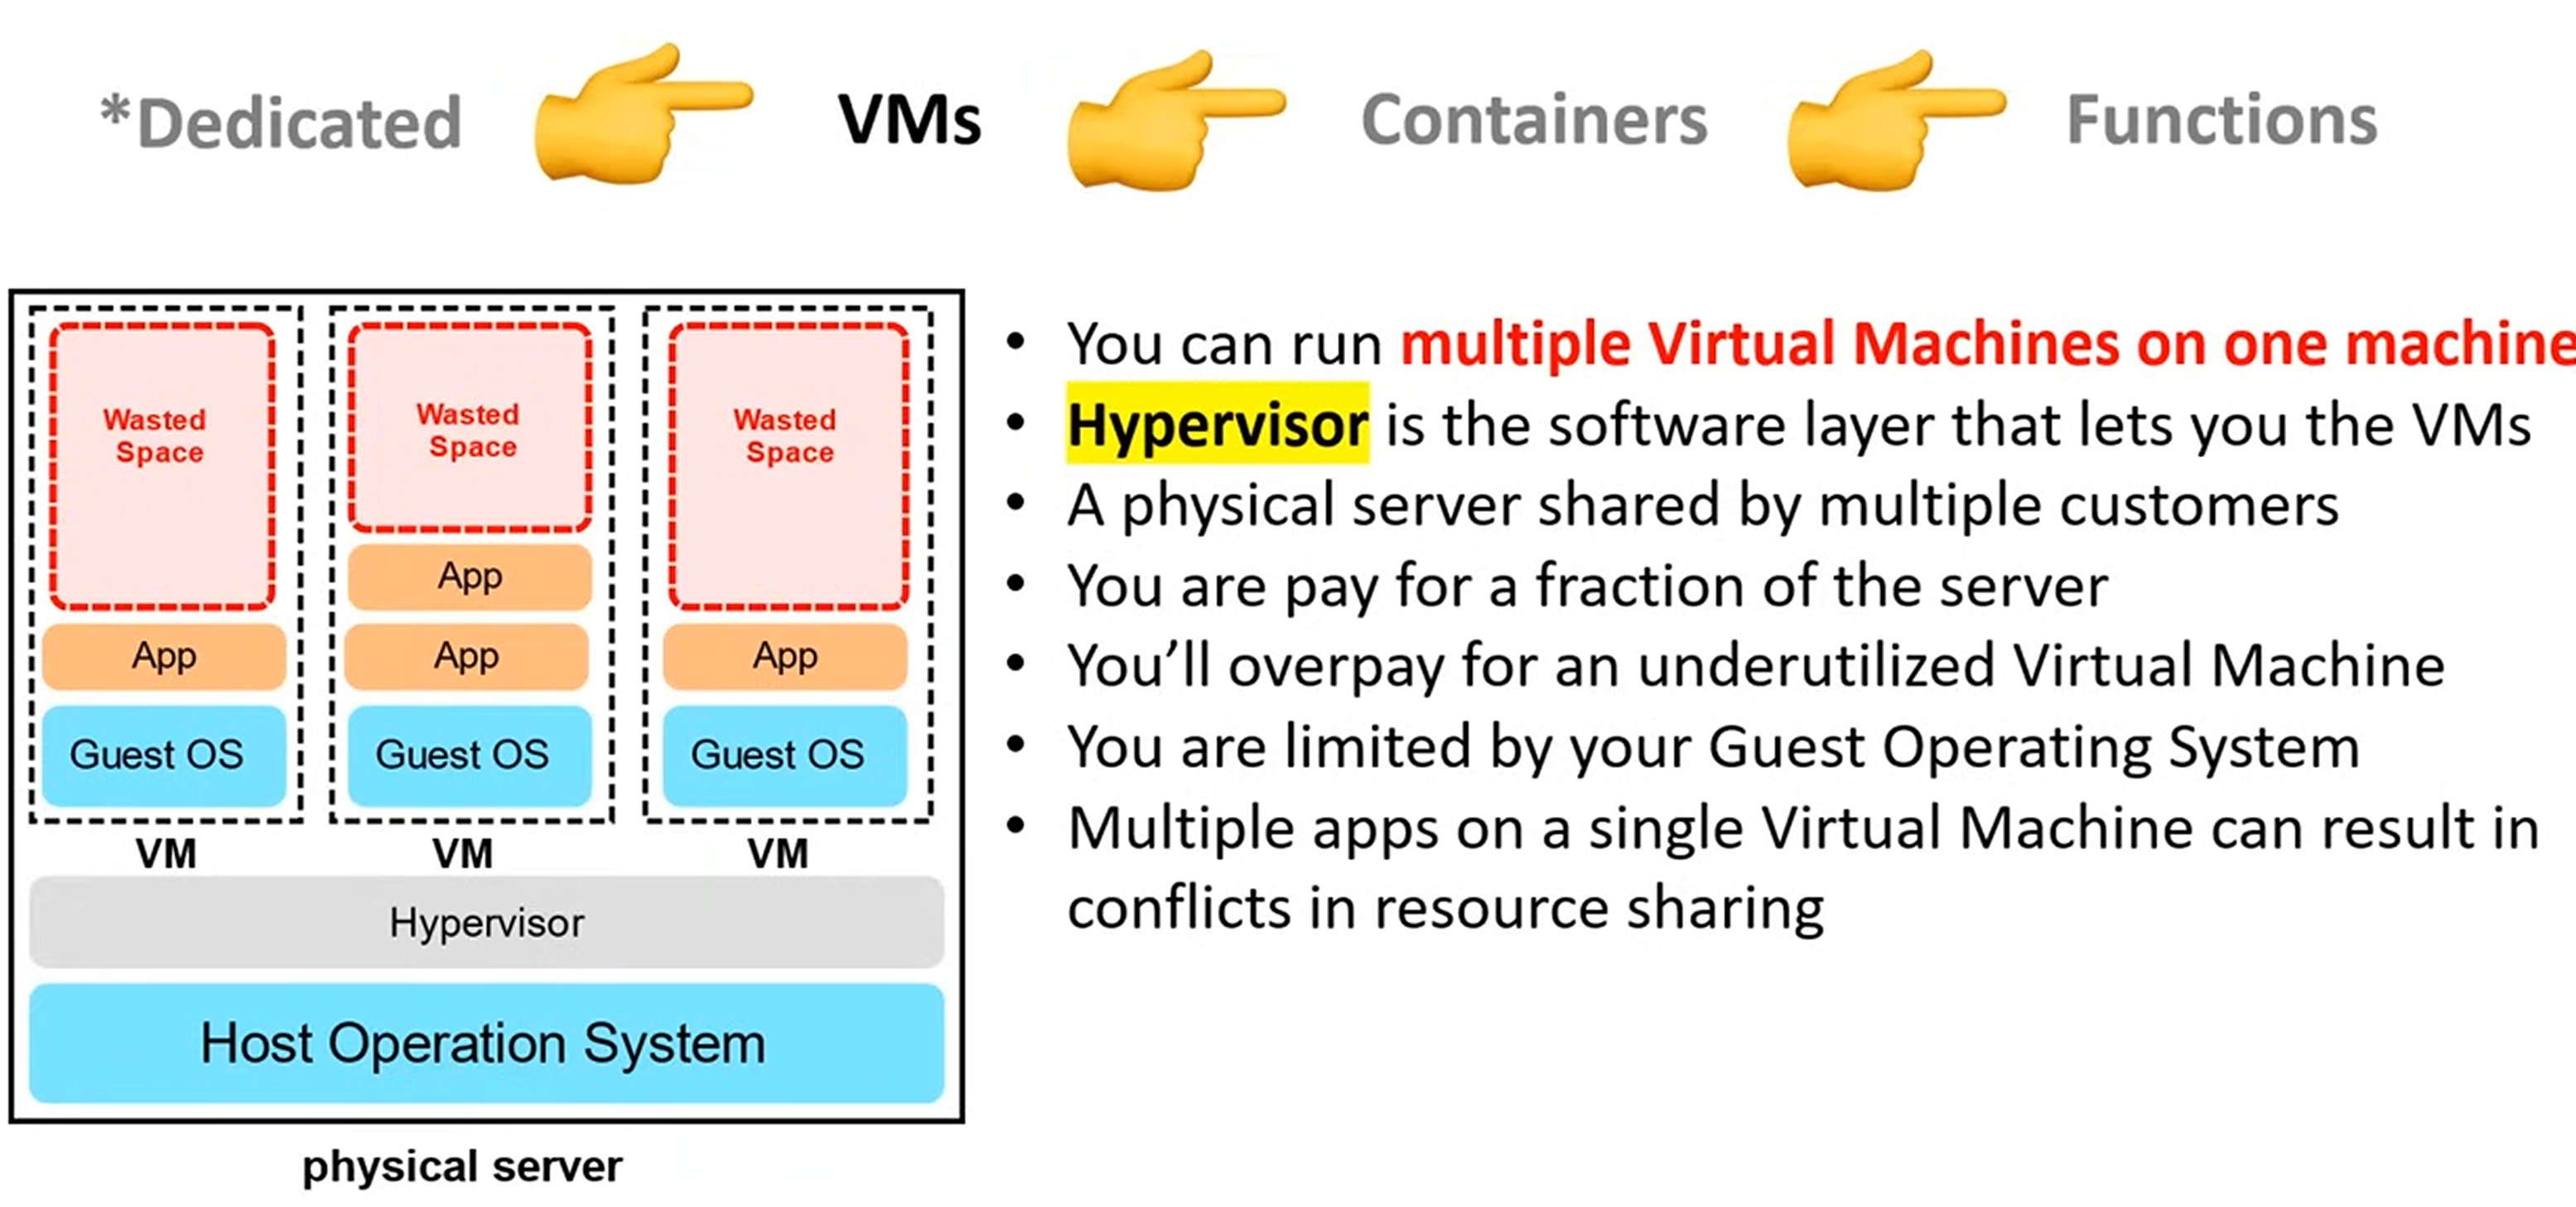 *Dedicated VMs Containers Functions
Wasted
Space
App
Guest OS
VM
Wasted
Space
App
App
Guest OS
VM
Wasted
Space
App
Guest OS
VM
Hypervisor
Host Operation System
physical server
• You can run multiple Virtual Machines on one machine
• Hypervisor is the software layer that lets you the VMs
• A physical server shared by multiple customers
• You are pay for a fraction of the server
• You’ll overpay for an underutilized Virtual Machine
• You are limited by your Guest Operating System
• Multiple apps on a single Virtual Machine can result in
conflicts in resource sharing